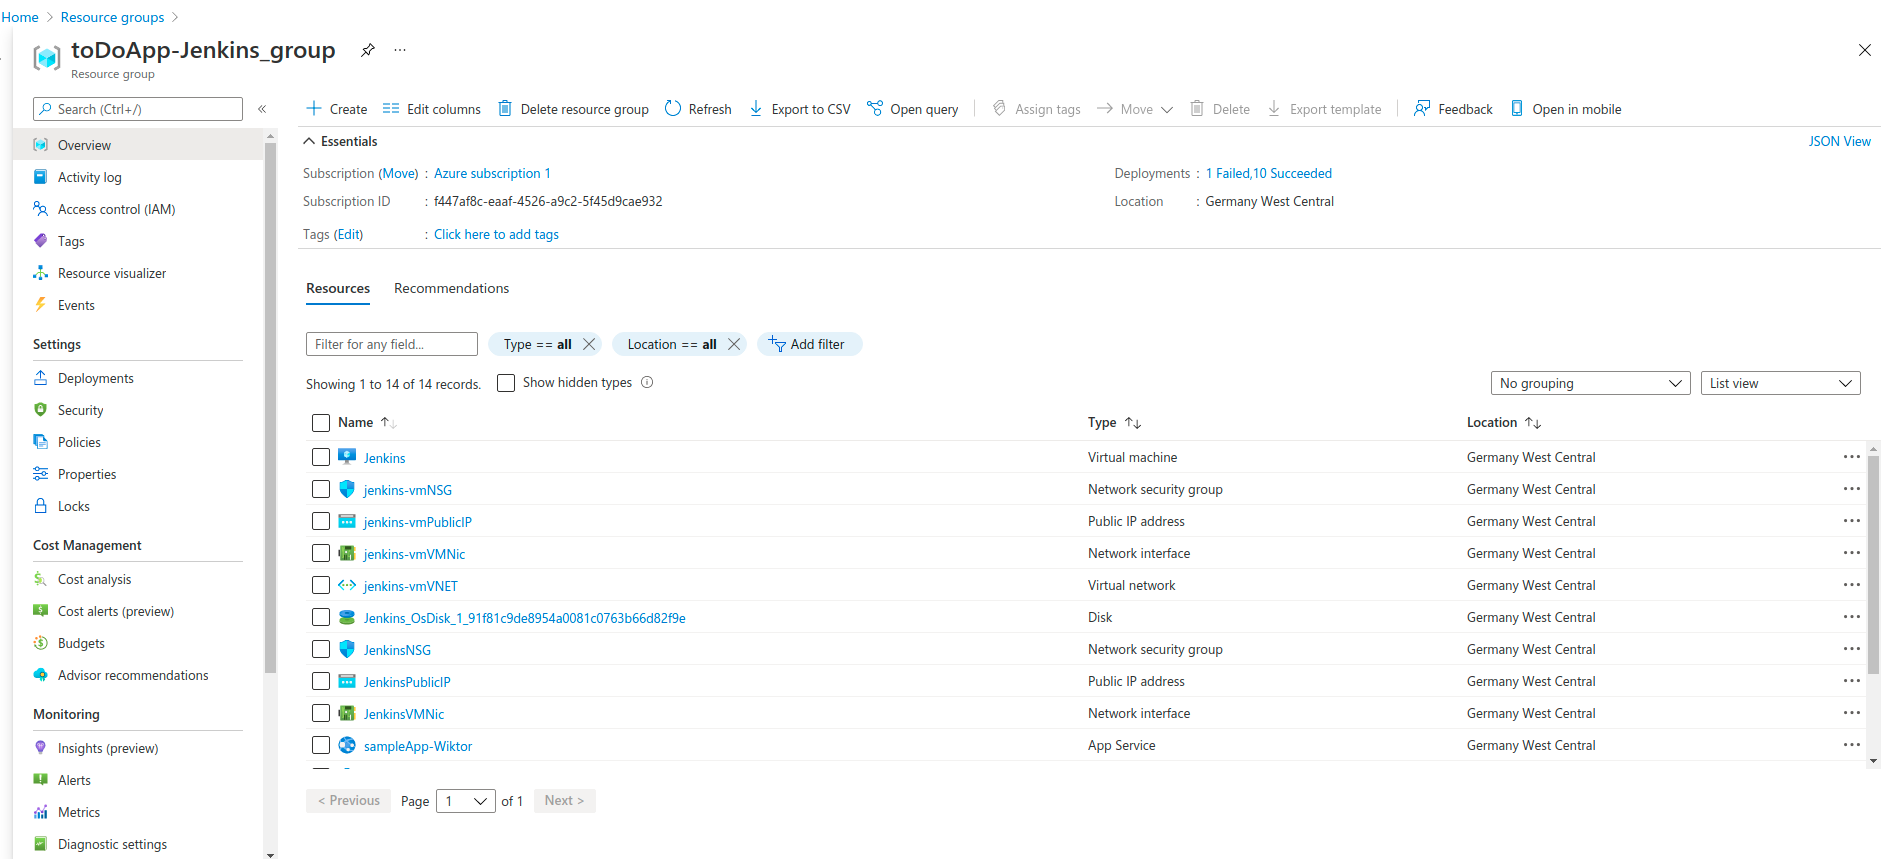 Home > Resource groups >
toDoApp-Jenkins_group
...
Resource group
Search (Ctrl+/)
«
Overview
Activity log
Access control (IAM)
Tags
Resource visualizer
Events
Settings
Deployments
Security
Policies
Properties
Locks
Cost Management
Cost analysis
Cost alerts (preview)
Budgets
Advisor recommendations
Monitoring
Insights (preview)
Alerts
Metrics
Diagnostic settings
Create Edit columns Delete resource group Refresh Export to CSV Open query Assign tags Move Delete Export template Feedback Open in mobile
Essentials JSON View
Subscription (Move) : Azure subscription 1 Deployments : 1 Failed,10 Succeeded
Subscription ID : f447af8c-eaaf-4526-a9c2-5f45d9cae932 Location : Germany West Central
Tags (Edit) : Click here to add tags
Resources Recommendations
Filter for any field... Type == all Location == all Add filter
Showing 1 to 14 of 14 records. Show hidden types No grouping List view
Name Type Location
Jenkins Virtual machine Germany West Central
jenkins-vmNSG Network security group Germany West Central
jenkins-vmPublicIP Public IP address Germany West Central
jenkins-vmVMNic Network interface Germany West Central
jenkins-vmVNET Virtual network Germany West Central
Jenkins_OsDisk_1_91f81c9de8954a0081c0763b66d82f9e Disk Germany West Central
JenkinsNSG Network security group Germany West Central
JenkinsPublicIP Public IP address Germany West Central
JenkinsVMNic Network interface Germany West Central
sampleApp-Wiktor App Service Germany West Central
< Previous Page 1 of 1 Next >